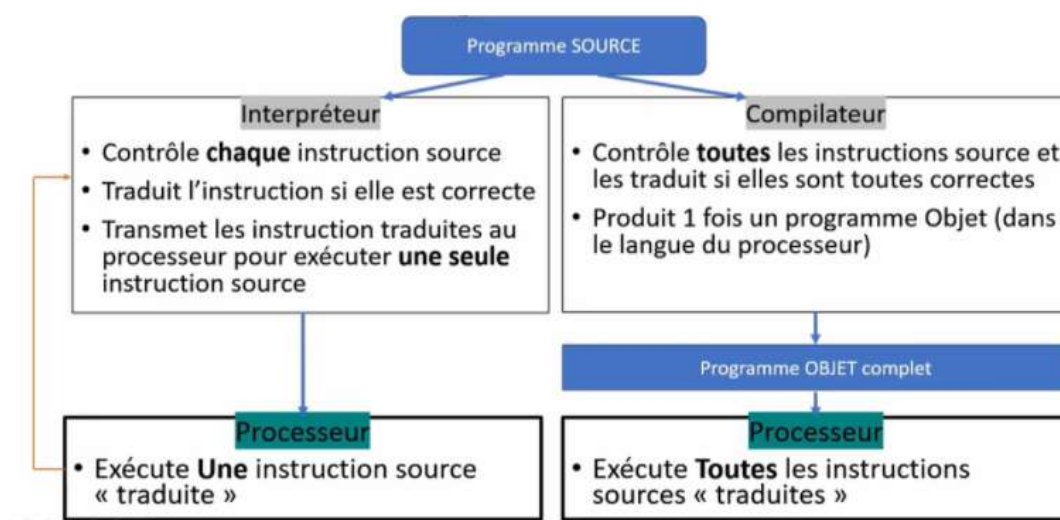 Programme SOURCE
Interpréteur
• Contrôle chaque instruction source
• Traduit l'instruction si elle est correcte
• Transmet les instruction traduites au
processeur pour exécuter une seule
instruction source
Compilateur
• Contrôle toutes les instructions source et
les traduit si elles sont toutes correctes
• Produit 1 fois un programme Objet (dans
le langue du processeur)
Programme OBJET complet
Processeur
• Exécute Une instruction source
« traduite »
Processeur
• Exécute Toutes les instructions
sources « traduites »